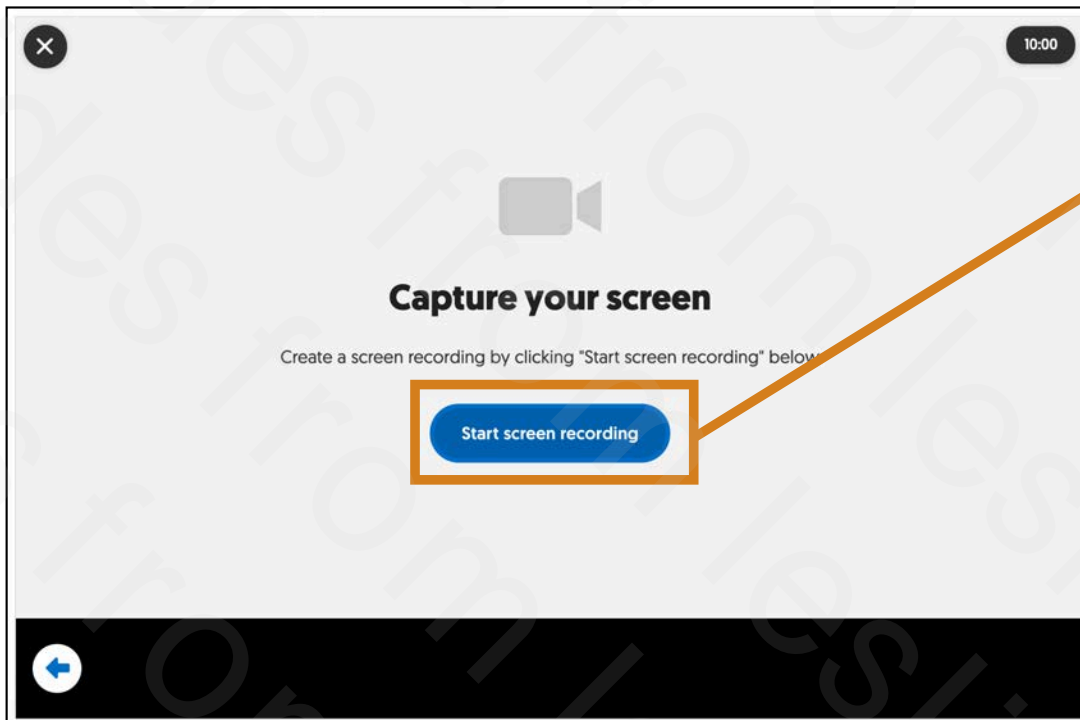 10:00
Capture your screen
Create a screen recording by clicking "Start screen recording" below
Start screen recording